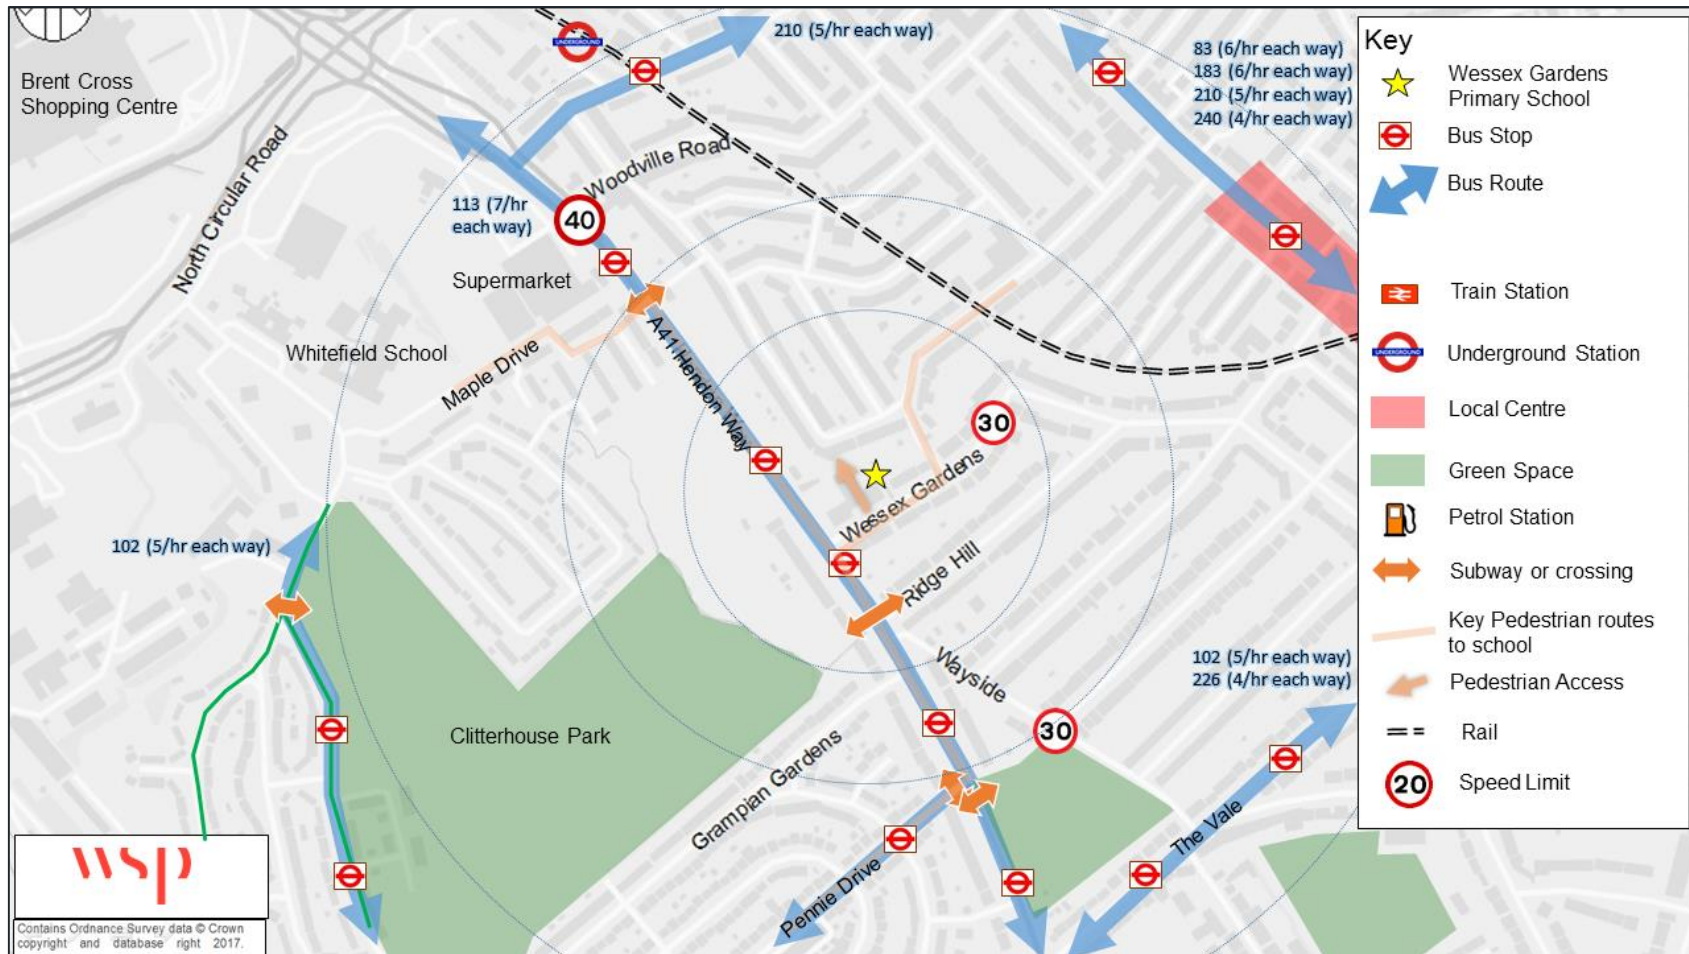 Brent Cross
Shopping Centre
North Circular Road
UNDERGROUND
210 (5/hr each way)
83 (6/hr each way)
183 (6/hr each way)
210 (5/hr each way)
240 (4/hr each way)
Woodville Road
113 (7/hr
each way)
40
Supermarket
Whitefield School
Maple Drive
A41 Hendon Way
30
Wessex Gardens
Ridge Hill
Wayside
102 (5/hr each way)
Clitterhouse Park
Grampian Gardens
30
102 (5/hr each way)
226 (4/hr each way)
The Vale
Pennie Drive
Key
Wessex Gardens
Primary School
Bus Stop
Bus Route
Train Station
UNDERGROUND
Underground Station
Local Centre
Green Space
Petrol Station
Subway or crossing
Key Pedestrian routes
to school
Pedestrian Access
Rail
20
Speed Limit
wsp
Contains Ordnance Survey data © Crown
copyright and database right 2017.